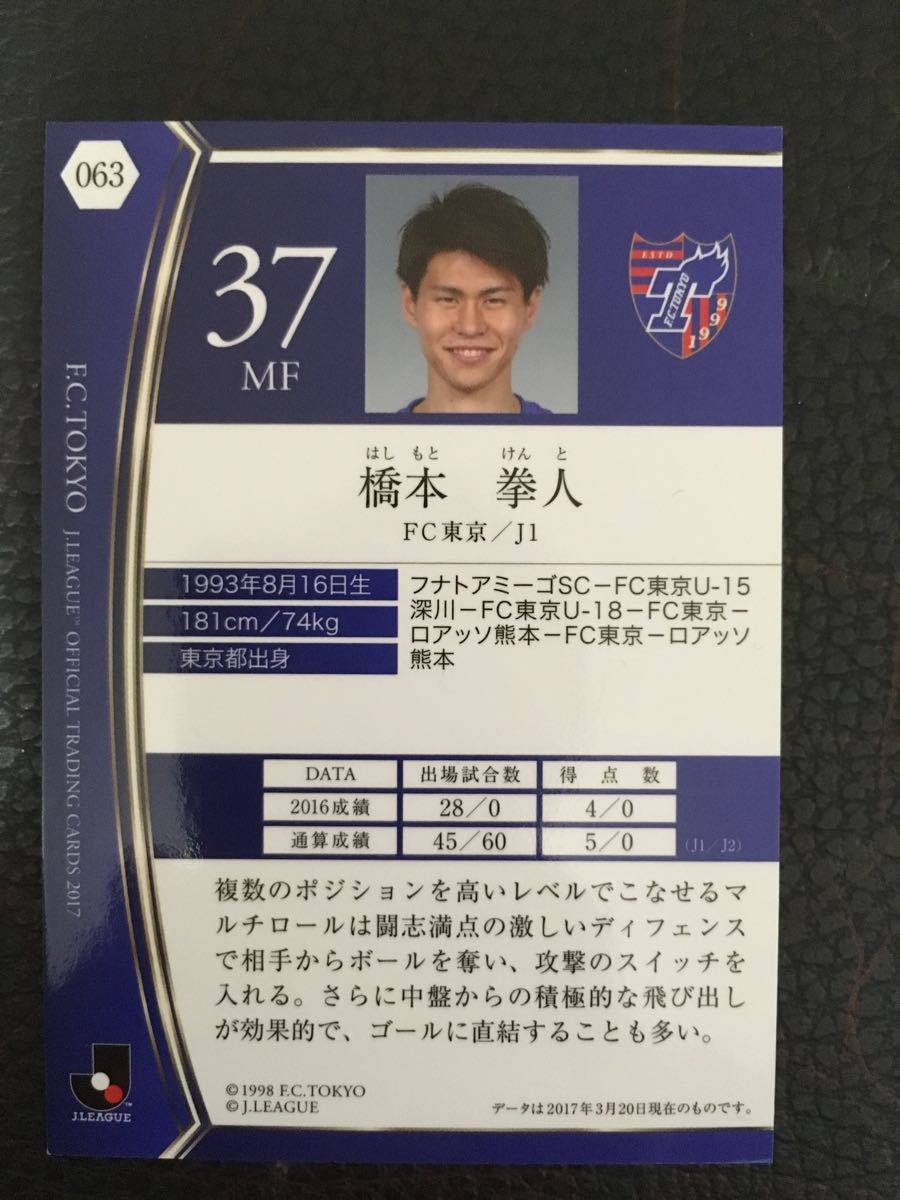 063
37
MF
ESTD
F.C.TOKYO
1999
はし もと けん と
橋本 拳人
FC東京／J1
1993年8月16日生
181cm／74kg
東京都出身
フナトアミーゴSC－FC東京U-15
深川－FC東京U-18－FC東京－
ロアッソ熊本－FC東京－ロアッソ
熊本
DATA 出場試合数 得点数
2016成績 28／0 4／0
通算成績 45／60 5／0 (J1／J2)
複数のポジションを高いレベルでこなせるマ
ルチロールは闘志満点の激しいディフェンス
で相手からボールを奪い、攻撃のスイッチを
入れる。さらに中盤からの積極的な飛び出し
が効果的で、ゴールに直結することも多い。
©1998 F.C.TOKYO
©J.LEAGUE
データは2017年3月20日現在のものです。
F.C.TOKYO J.LEAGUE™ OFFICIAL TRADING CARDS 2017
J.LEAGUE™